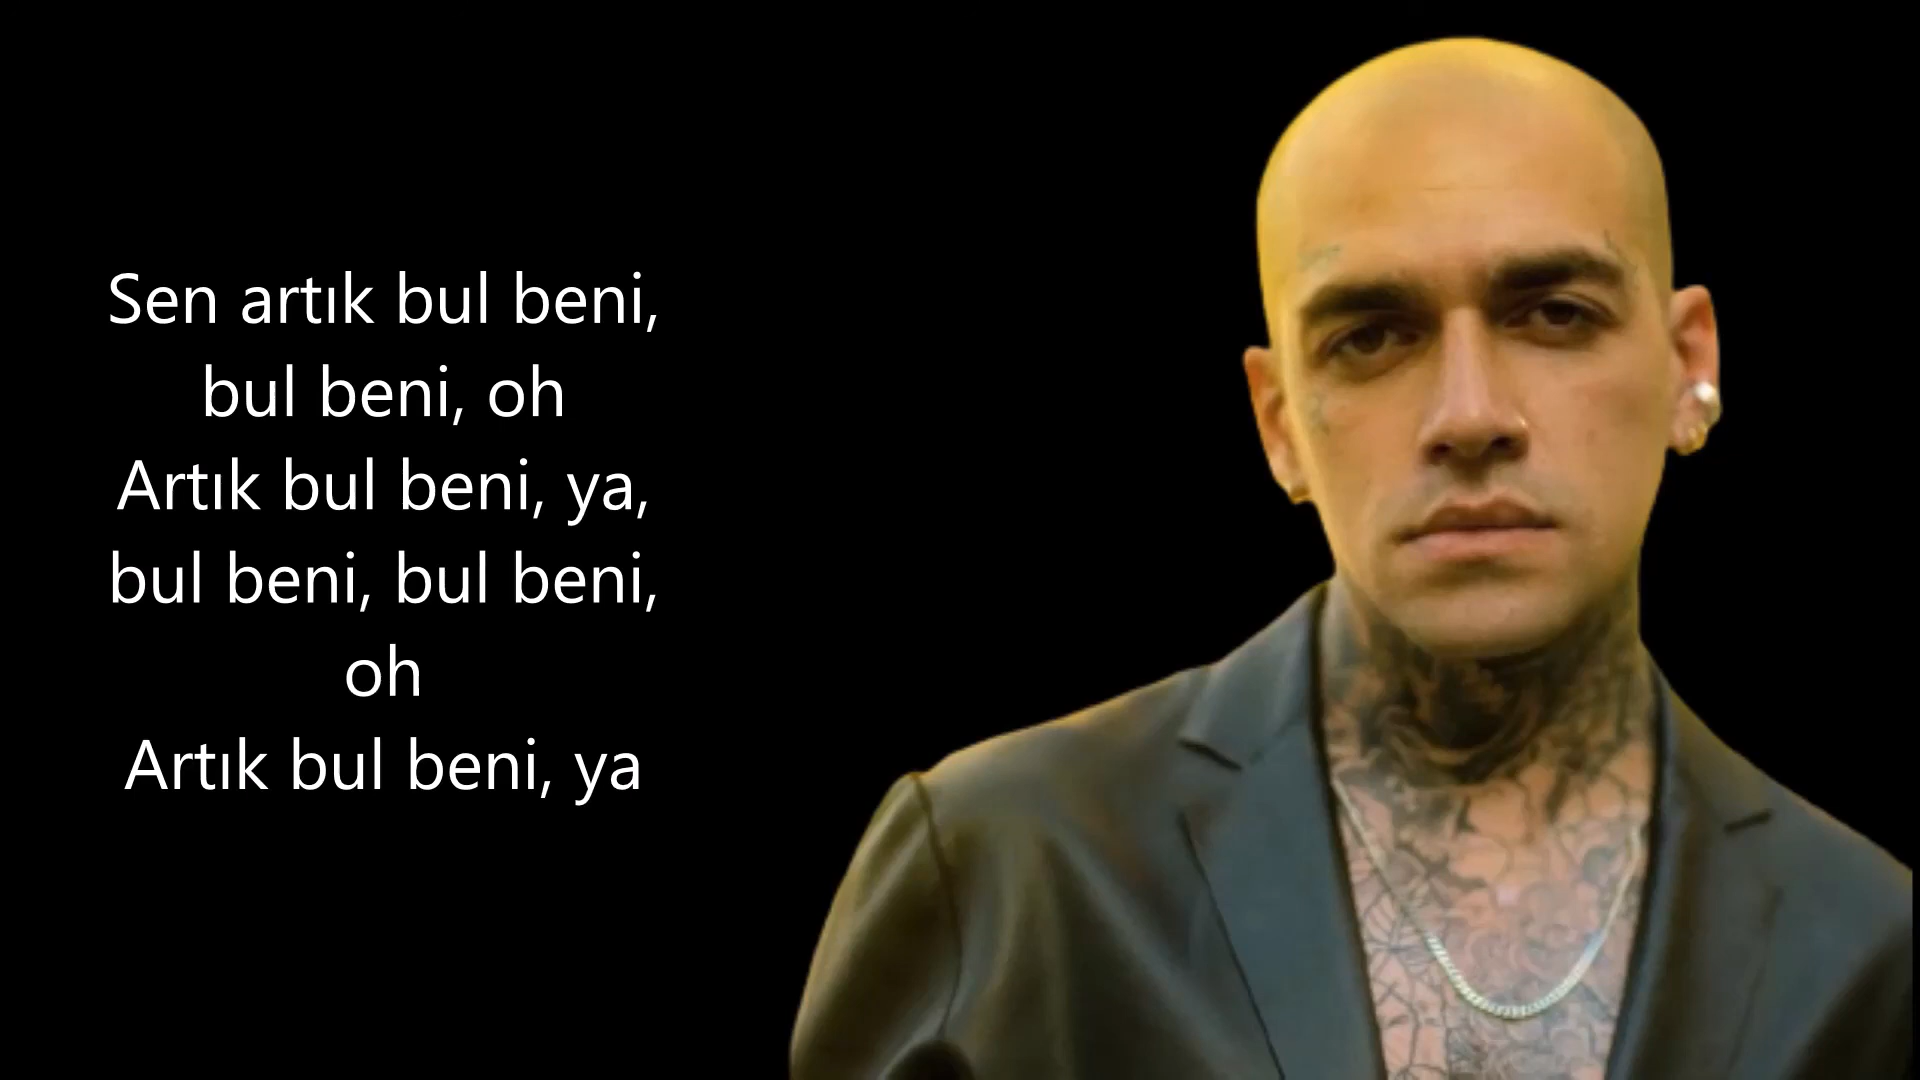 Sen artık bul beni,
bul beni, oh
Artık bul beni, ya,
bul beni, bul beni,
oh
Artık bul beni, ya